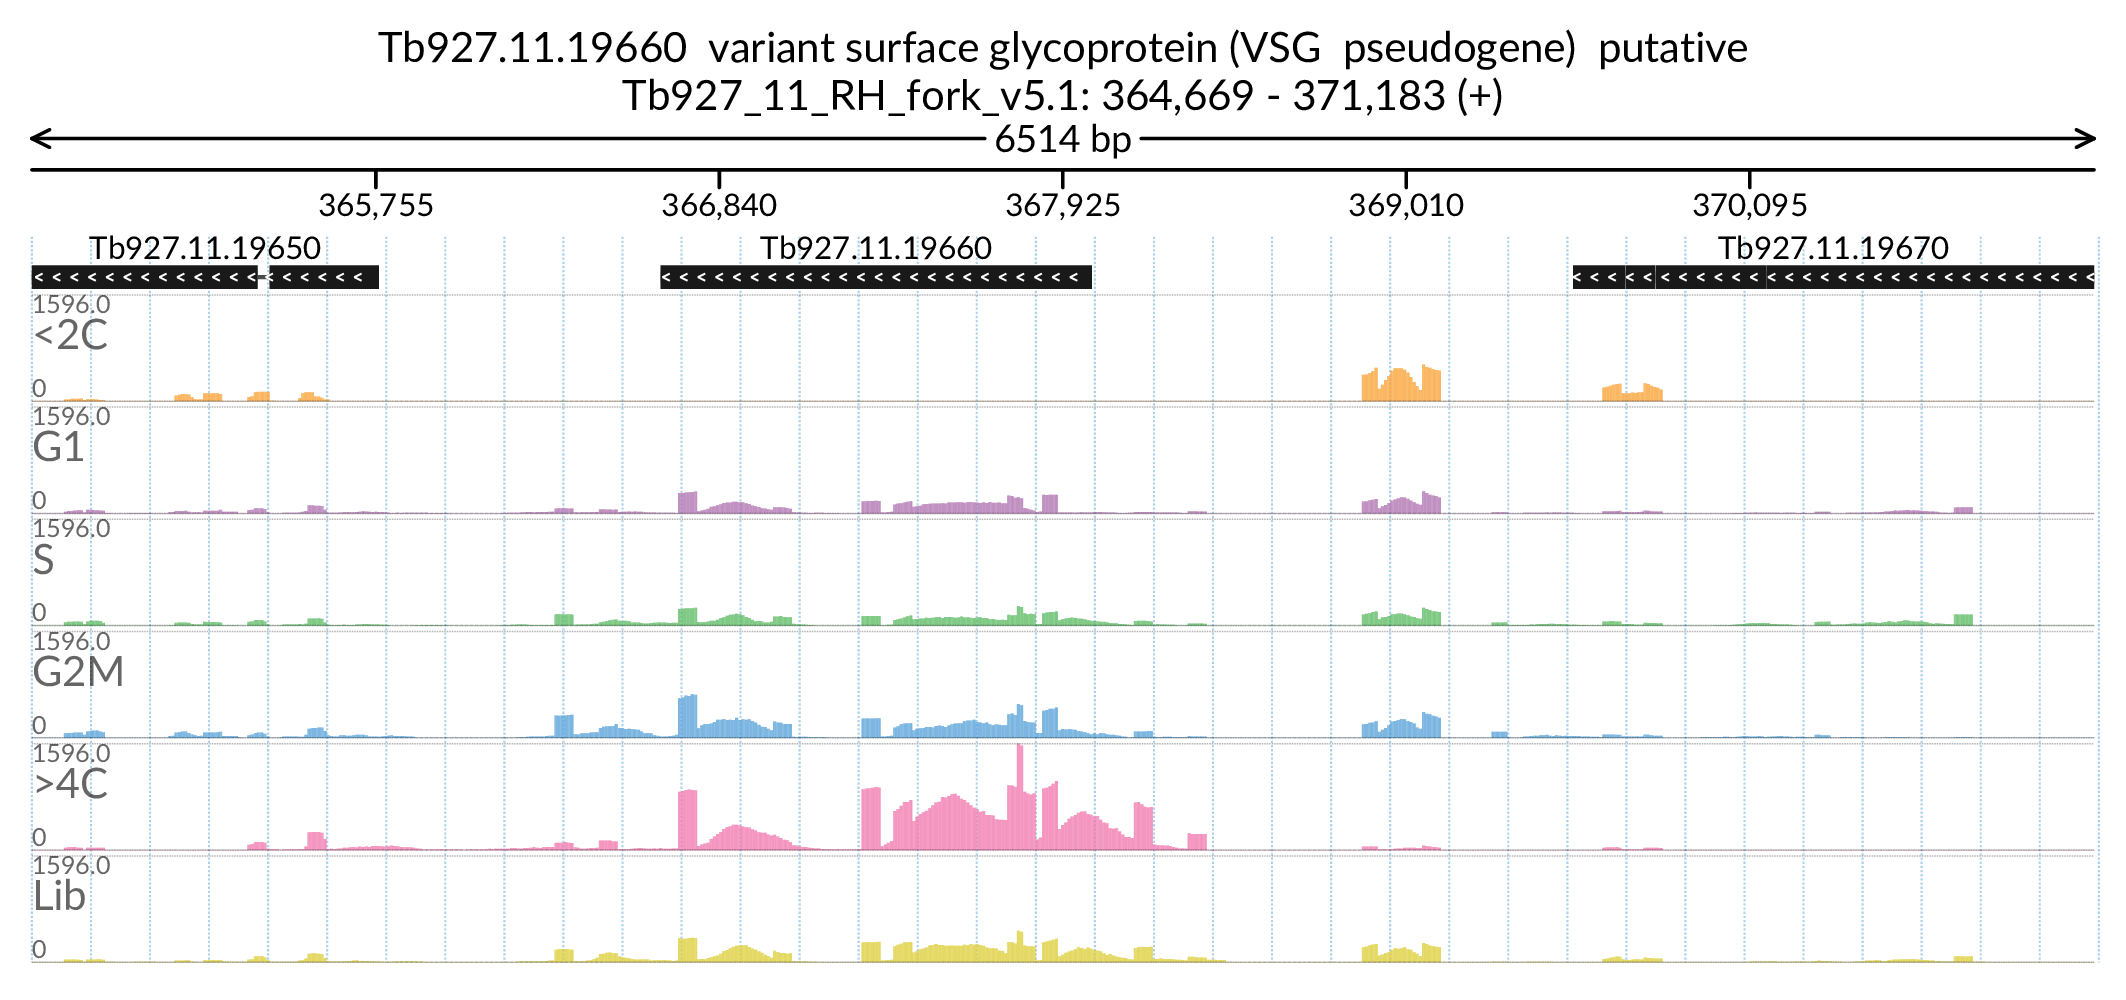 Tb927.11.19660  variant surface glycoprotein (VSG  pseudogene)  putative
Tb927_11_RH_fork_v5.1: 364,669 - 371,183 (+)
6514 bp
365,755 366,840 367,925 369,010 370,095
Tb927.11.19650 Tb927.11.19660 Tb927.11.19670
1596.0
<2C
0
1596.0
G1
0
1596.0
S
0
1596.0
G2M
0
1596.0
>4C
0
1596.0
Lib
0